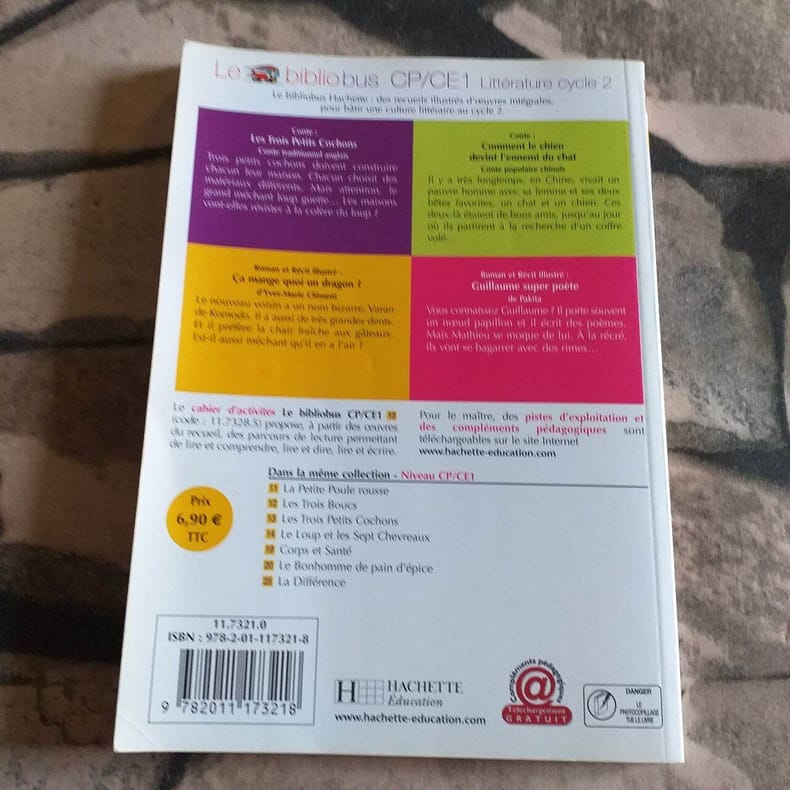 Le bibliobus CP/CE1 Littérature cycle 2
Le bibliobus Hachette : des recueils illustrés d'œuvres intégrales,
pour bâtir une culture littéraire au cycle 2.
Conte :
Les Trois Petits Cochons
Conte traditionnel anglais
Trois petits cochons doivent construire
chacun leur maison. Chacun choisit des
matériaux différents. Mais attention, le
grand méchant loup guette... Les maisons
vont-elles résister à la colère du loup ?
Conte :
Comment le chien
devint l'ennemi du chat
Conte populaire chinois
Il y a très longtemps, en Chine, vivait un
pauvre homme avec sa femme et ses deux
bêtes favorites, un chat et un chien. Ces
deux-là étaient de bons amis, jusqu'au jour
où ils partirent à la recherche d'un coffre
volé...
Roman et Récit illustré :
Ça mange quoi un dragon ?
d'Yves-Marie Clément
Le nouveau voisin a un nom bizarre, Varan
de Komodo. Il a aussi de très grandes dents.
Et il préfère la chair fraîche aux gâteaux.
Est-il aussi méchant qu'il en a l'air ?
Roman et Récit illustré :
Guillaume super poète
de Pakita
Vous connaissez Guillaume ? Il porte souvent
un nœud papillon et il écrit des poèmes.
Mais Mathieu se moque de lui. À la récré,
ils vont se bagarrer avec des rimes...
Le cahier d'activités Le bibliobus CP/CE1 13
(code : 11.7328.5) propose, à partir des œuvres
du recueil, des parcours de lecture permettant
de lire et comprendre, lire et dire, lire et écrire.
Pour le maître, des pistes d'exploitation et
des compléments pédagogiques sont
téléchargeables sur le site Internet
www.hachette-education.com
Dans la même collection - Niveau CP/CE1
11 La Petite Poule rousse
12 Les Trois Boucs
13 Les Trois Petits Cochons
14 Le Loup et les Sept Chevreaux
19 Corps et Santé
20 Le Bonhomme de pain d'épice
25 La Différence
Prix
6,90 €
TTC
11.7321.0
ISBN : 978-2-01-117321-8
9 782011 173218
HACHETTE
Éducation
www.hachette-education.com
Compléments pédagogiques
@
Téléchargement
GRATUIT
DANGER
LE
PHOTOCOPILLAGE
TUE LE LIVRE